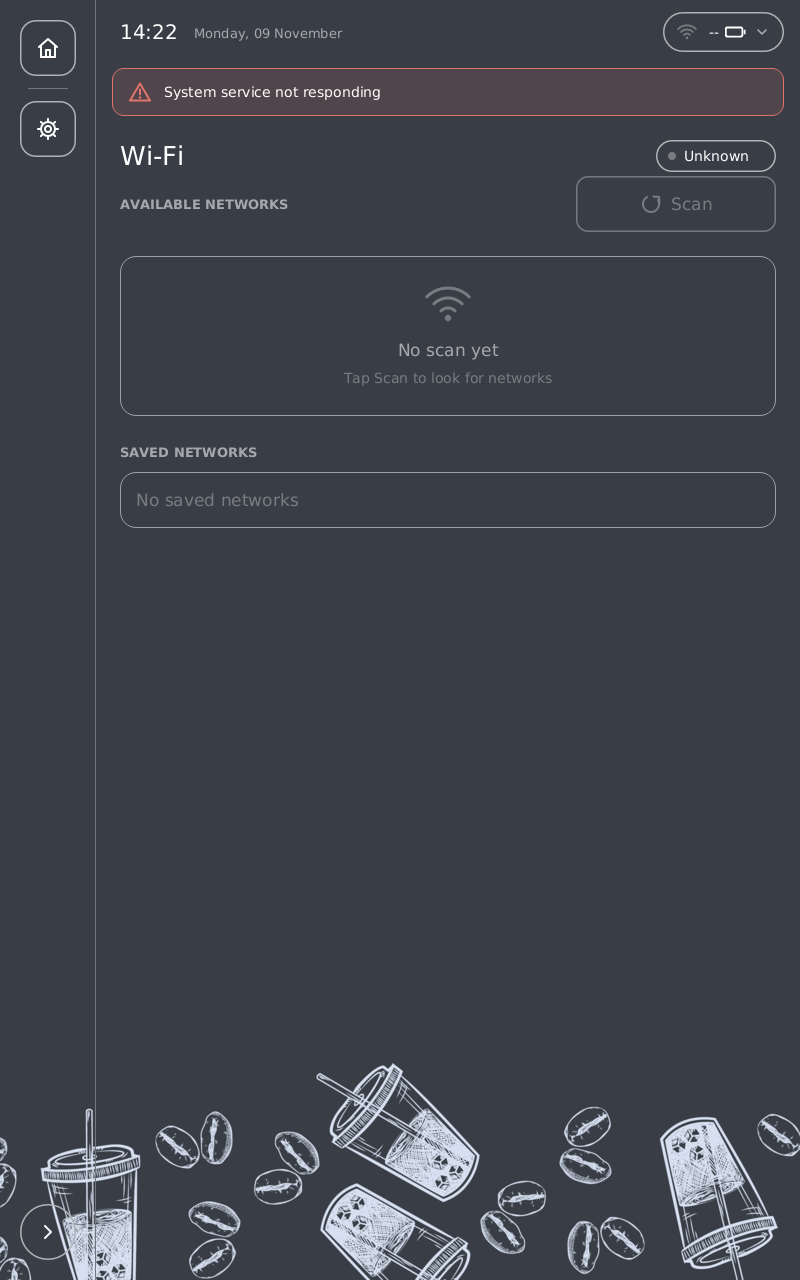 14:22 Monday, 09 November --
System service not responding
Wi-Fi Unknown
AVAILABLE NETWORKS Scan
No scan yet
Tap Scan to look for networks
SAVED NETWORKS
No saved networks